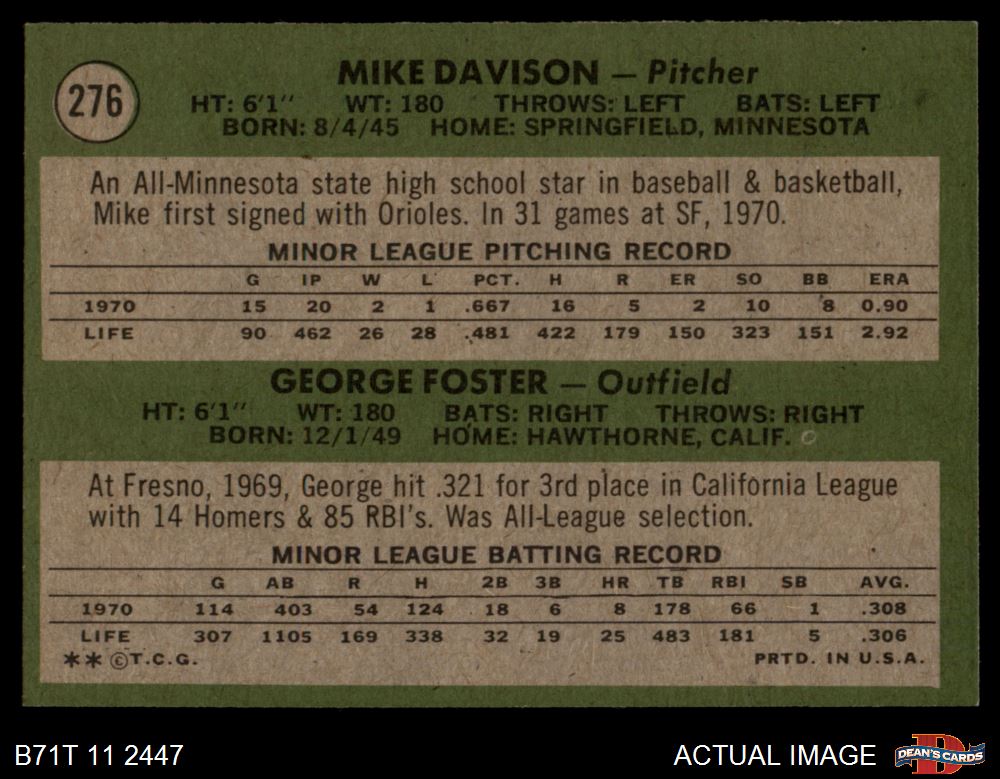 276
MIKE DAVISON — Pitcher
HT: 6'1" WT: 180 THROWS: LEFT BATS: LEFT
BORN: 8/4/45 HOME: SPRINGFIELD, MINNESOTA
An All-Minnesota state high school star in baseball & basketball,
Mike first signed with Orioles. In 31 games at SF, 1970.
MINOR LEAGUE PITCHING RECORD
G IP W L PCT. H R ER SO BB ERA
1970 15 20 2 1 .667 16 5 2 10 8 0.90
LIFE 90 462 26 28 .481 422 179 150 323 151 2.92
GEORGE FOSTER — Outfield
HT: 6'1" WT: 180 BATS: RIGHT THROWS: RIGHT
BORN: 12/1/49 HOME: HAWTHORNE, CALIF.
At Fresno, 1969, George hit .321 for 3rd place in California League
with 14 Homers & 85 RBI's. Was All-League selection.
MINOR LEAGUE BATTING RECORD
G AB R H 2B 3B HR TB RBI SB AVG.
1970 114 403 54 124 18 6 8 178 66 1 .308
LIFE 307 1105 169 338 32 19 25 483 181 5 .306
** ©T.C.G. PRTD. IN U.S.A.
B71T 11 2447 ACTUAL IMAGE DEAN'S CARDS